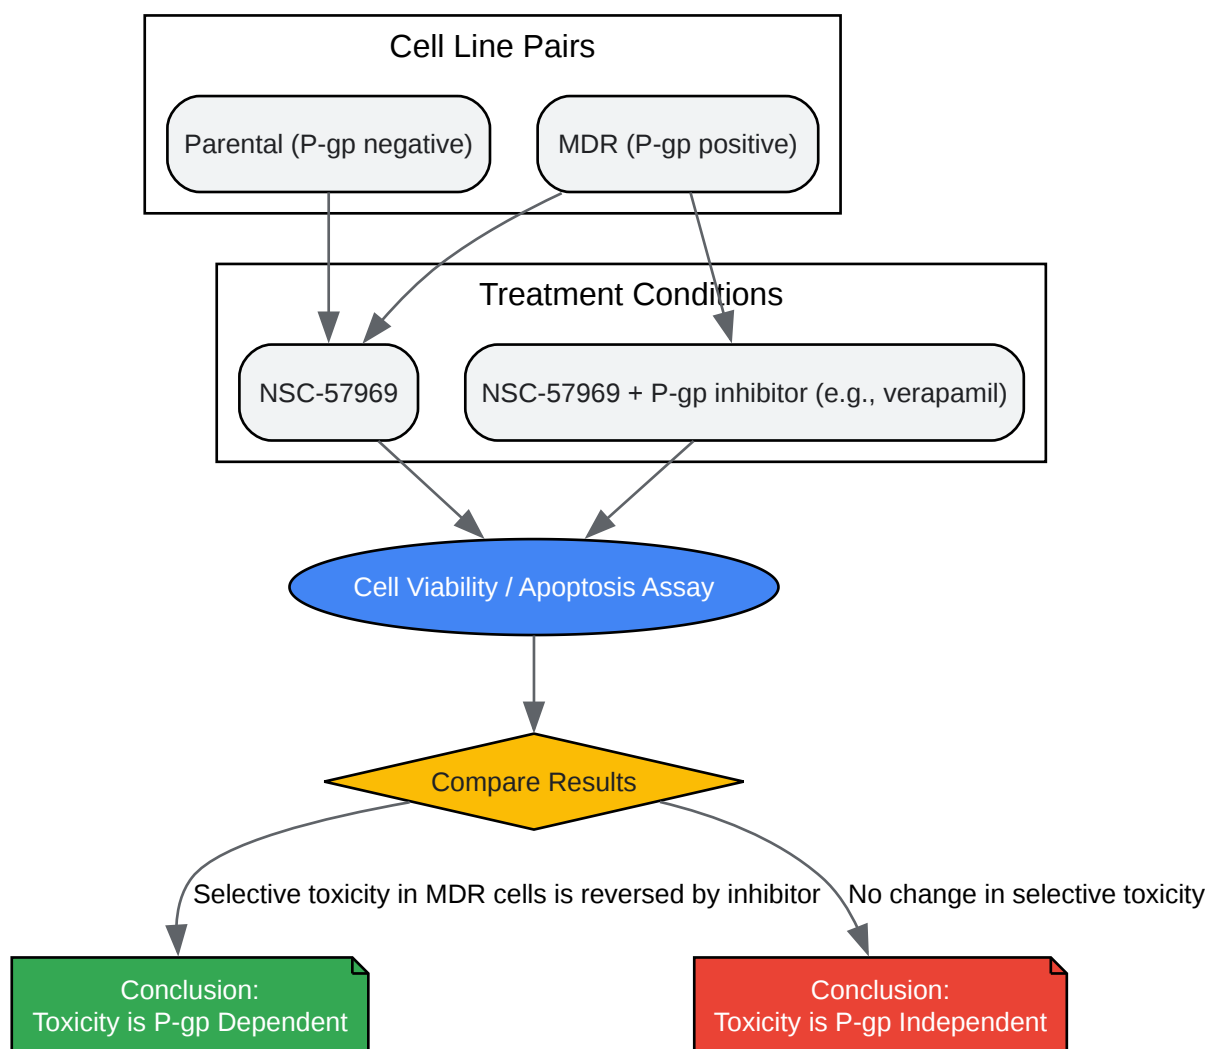 Cell Line Pairs
Parental (P-gp negative)
MDR (P-gp positive)
Treatment Conditions
NSC-57969
NSC-57969 + P-gp inhibitor (e.g., verapamil)
Cell Viability / Apoptosis Assay
Compare Results
Selective toxicity in MDR cells is reversed by inhibitor
No change in selective toxicity
Conclusion:
Toxicity is P-gp Dependent
Conclusion:
Toxicity is P-gp Independent